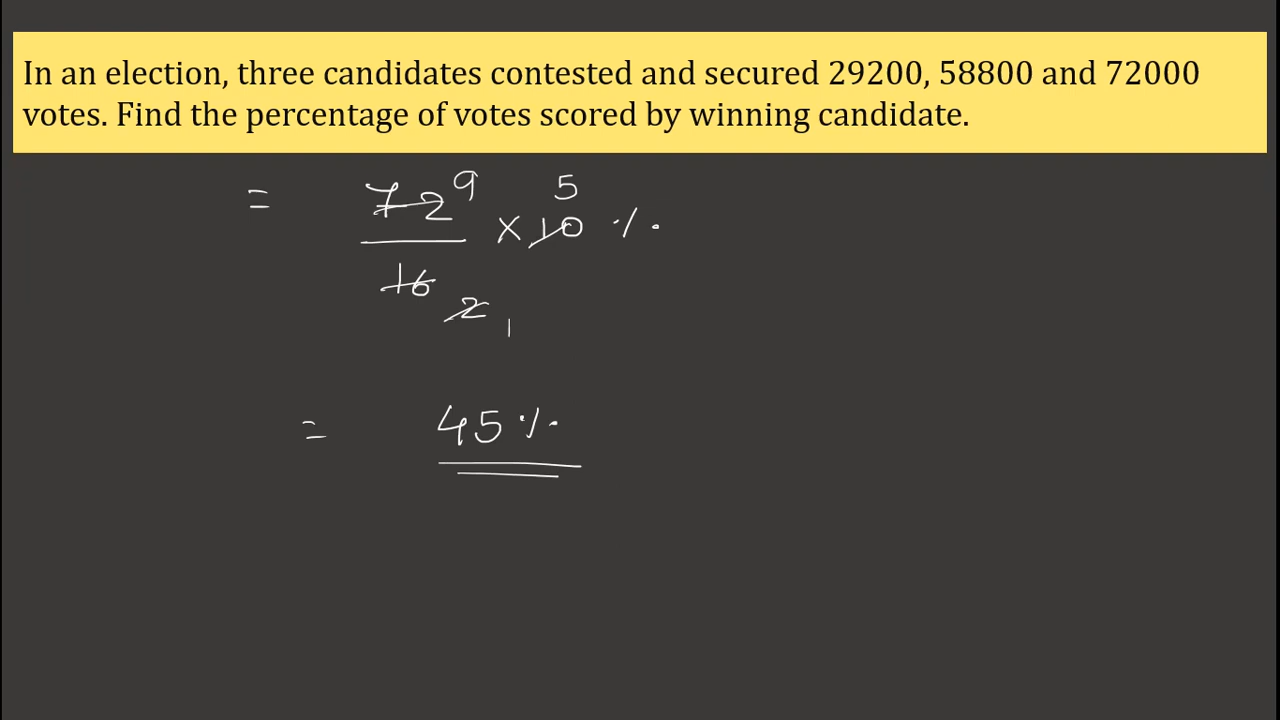 In an election, three candidates contested and secured 29200, 58800 and 72000
votes. Find the percentage of votes scored by winning candidate.
= 72 9 × 10 5 %
16 2 1
= 45 %